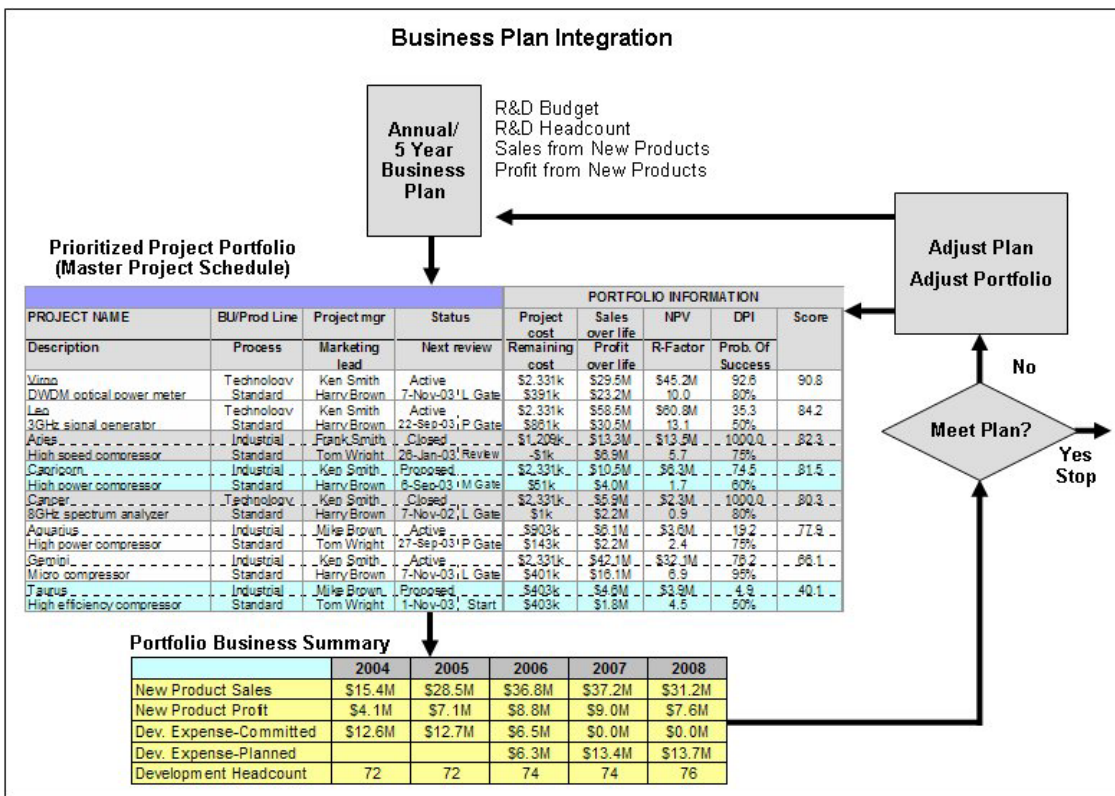 Business Plan Integration
Annual/
5 Year
Business
Plan
R&D Budget
R&D Headcount
Sales from New Products
Profit from New Products
Adjust Plan
Adjust Portfolio
Prioritized Project Portfolio
(Master Project Schedule)
PORTFOLIO INFORMATION
PROJECT NAME BU/Prod Line Project mgr Status Project cost Sales over life NPV DPI Score
Description Process Marketing lead Next review Remaining cost Profit over life R-Factor Prob. Of Success
Virgo Technology Ken Smith Active $2,331k $29.5M $45.2M 92.6 90.8
DWDM optical power meter Standard Harry Brown 7-Nov-03 L Gate $391k $23.2M 10.0 80%
Leo Technology Ken Smith Active $2,331k $58.5M $60.8M 35.3 84.2
3GHz signal generator Standard Harry Brown 22-Sep-03 P Gate $861k $30.5M 13.1 50%
Aries Industrial Frank Smith Closed $1,209k $13.3M $13.5M 1000.0 82.3
High speed compressor Standard Tom Wright 26-Jan-03 Review -$1k $6.9M 5.7 75%
Capricorn Industrial Ken Smith Proposed $2,331k $10.5M $6.3M 74.5 81.5
High power compressor Standard Harry Brown 6-Sep-03 M Gate $51k $4.0M 1.7 60%
Cancer Technology Ken Smith Closed $2,331k $5.9M $2.3M 1000.0 80.3
8GHz spectrum analyzer Standard Harry Brown 7-Nov-02 L Gate $1k $2.2M 0.9 80%
Aquarius Industrial Mike Brown Active $903k $6.1M $3.6M 19.2 77.9
High power compressor Standard Tom Wright 27-Sep-03 P Gate $143k $2.2M 2.4 75%
Gemini Industrial Ken Smith Active $2,331k $42.1M $32.1M 76.2 66.1
Micro compressor Standard Harry Brown 7-Nov-03 L Gate $401k $16.1M 6.9 95%
Taurus Industrial Mike Brown Proposed $403k $4.6M $3.9M 4.9 40.1
High efficiency compressor Standard Tom Wright 1-Nov-03 Start $403k $1.8M 4.5 50%
No
Meet Plan?
Yes
Stop
Portfolio Business Summary
2004 2005 2006 2007 2008
New Product Sales $15.4M $28.5M $36.8M $37.2M $31.2M
New Product Profit $4.1M $7.1M $8.8M $9.0M $7.6M
Dev. Expense-Committed $12.6M $12.7M $6.5M $0.0M $0.0M
Dev. Expense-Planned $6.3M $13.4M $13.7M
Development Headcount 72 72 74 74 76